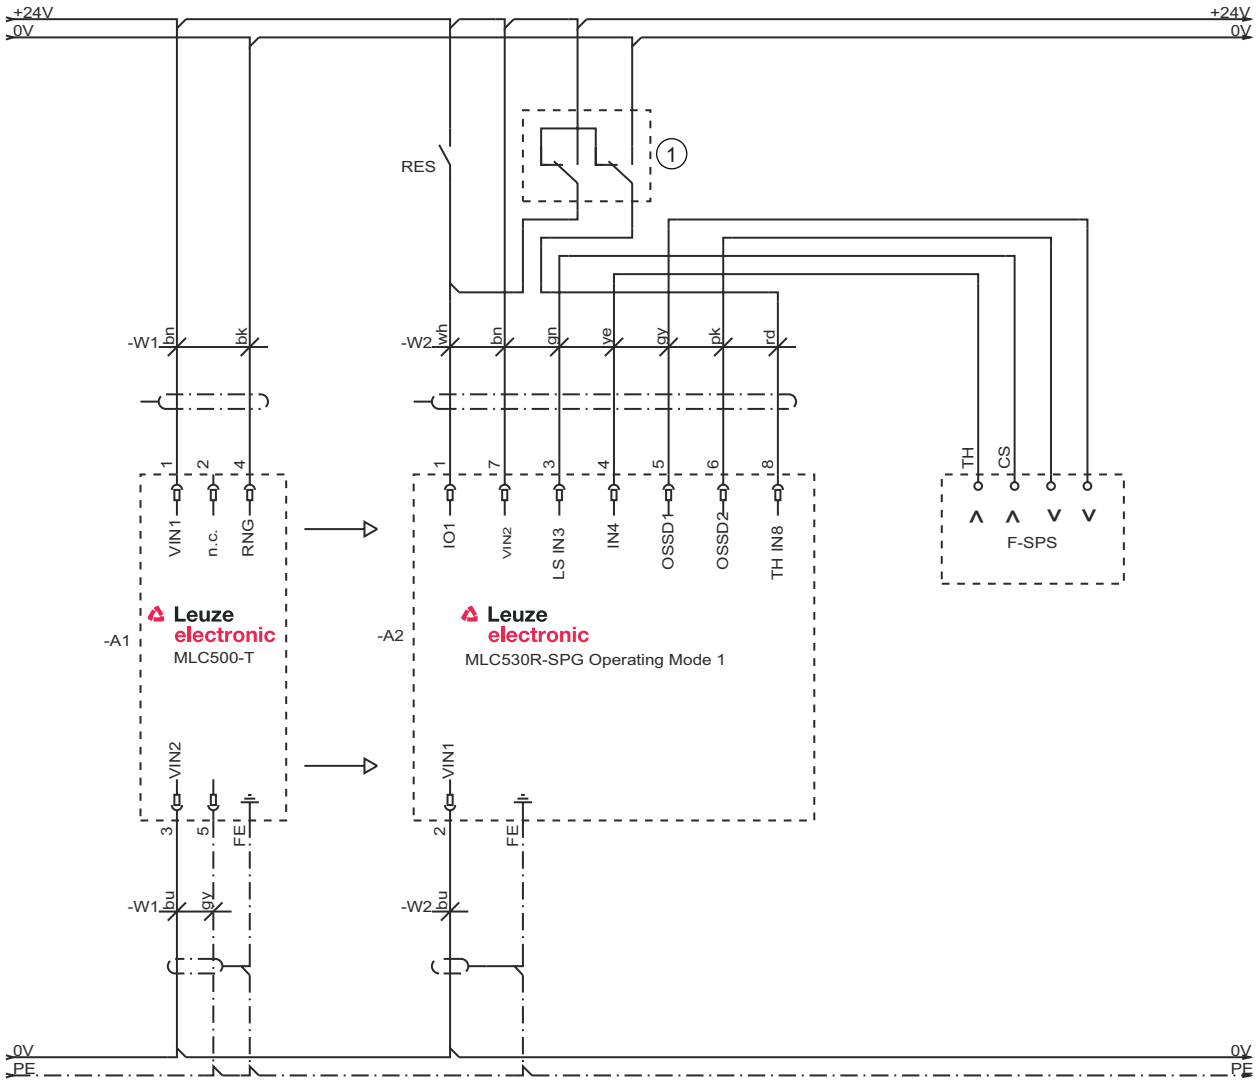 +24V +24V
0V 0V
RES 1
-W1 bn bk -W2 wh bn gn ye gy pk rd
1 2 4 1 7 3 4 5 6 8 TH CS
VIN1 n.c. RNG IO1 VIN2 LS IN3 IN4 OSSD1 OSSD2 TH IN8
F-SPS
Leuze Leuze
electronic electronic
-A1 -A2
MLC500-T MLC530R-SPG Operating Mode 1
VIN2 VIN1
3 5 FE 2 FE
-W1 bu gy -W2 bu
0V 0V
PE PE